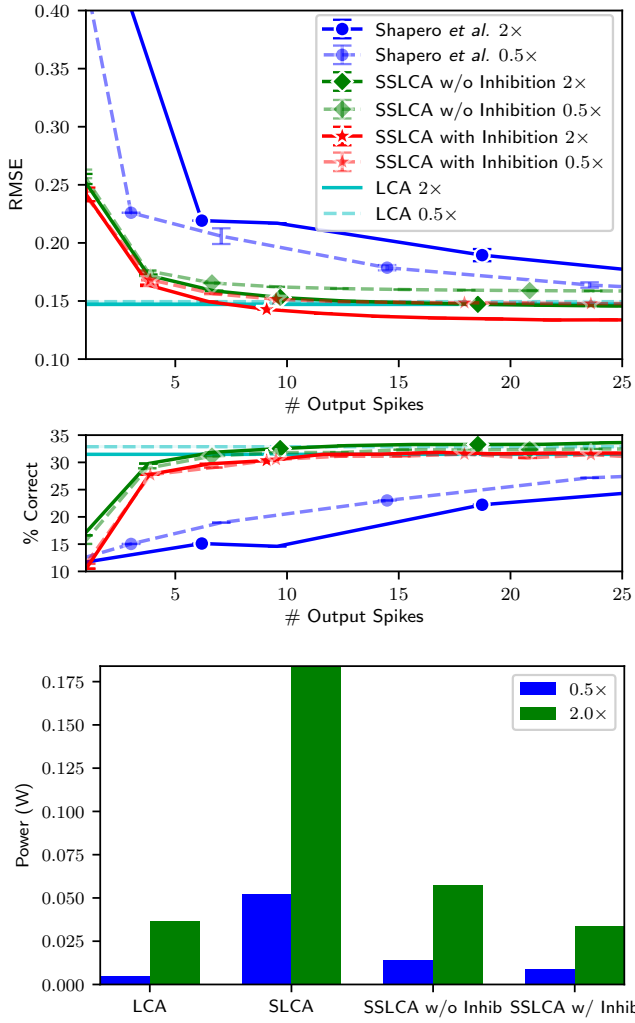 0.40
0.35
0.30
0.25
0.20
0.15
0.10
RMSE
Shapero et al. 2×
Shapero et al. 0.5×
SSLCA w/o Inhibition 2×
SSLCA w/o Inhibition 0.5×
SSLCA with Inhibition 2×
SSLCA with Inhibition 0.5×
LCA 2×
LCA 0.5×
5 10 15 20 25
# Output Spikes
35
30
25
20
15
10
% Correct
5 10 15 20 25
# Output Spikes
0.175
0.150
0.125
0.100
0.075
0.050
0.025
0.000
Power (W)
0.5×
2.0×
LCA SLCA SSLCA w/o Inhib SSLCA w/ Inhib